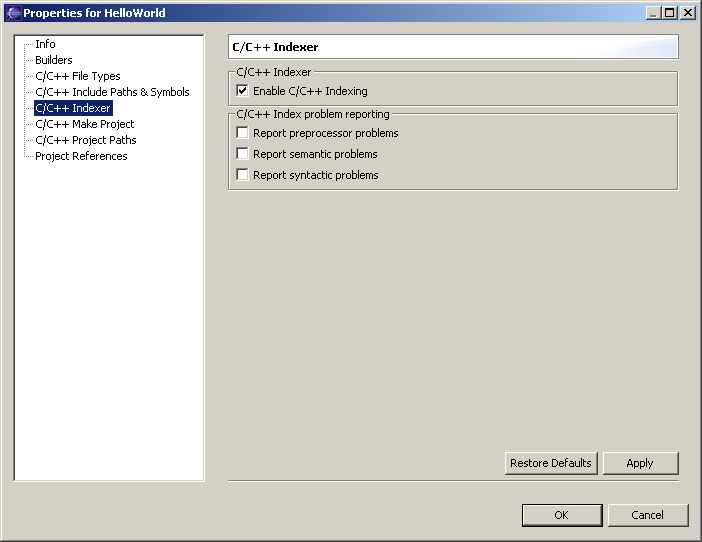 Properties for HelloWorld
Info
Builders
C/C++ File Types
C/C++ Include Paths & Symbols
C/C++ Indexer
C/C++ Make Project
C/C++ Project Paths
Project References
C/C++ Indexer
C/C++ Indexer
Enable C/C++ Indexing
C/C++ Index problem reporting
Report preprocessor problems
Report semantic problems
Report syntactic problems
Restore Defaults Apply
OK Cancel